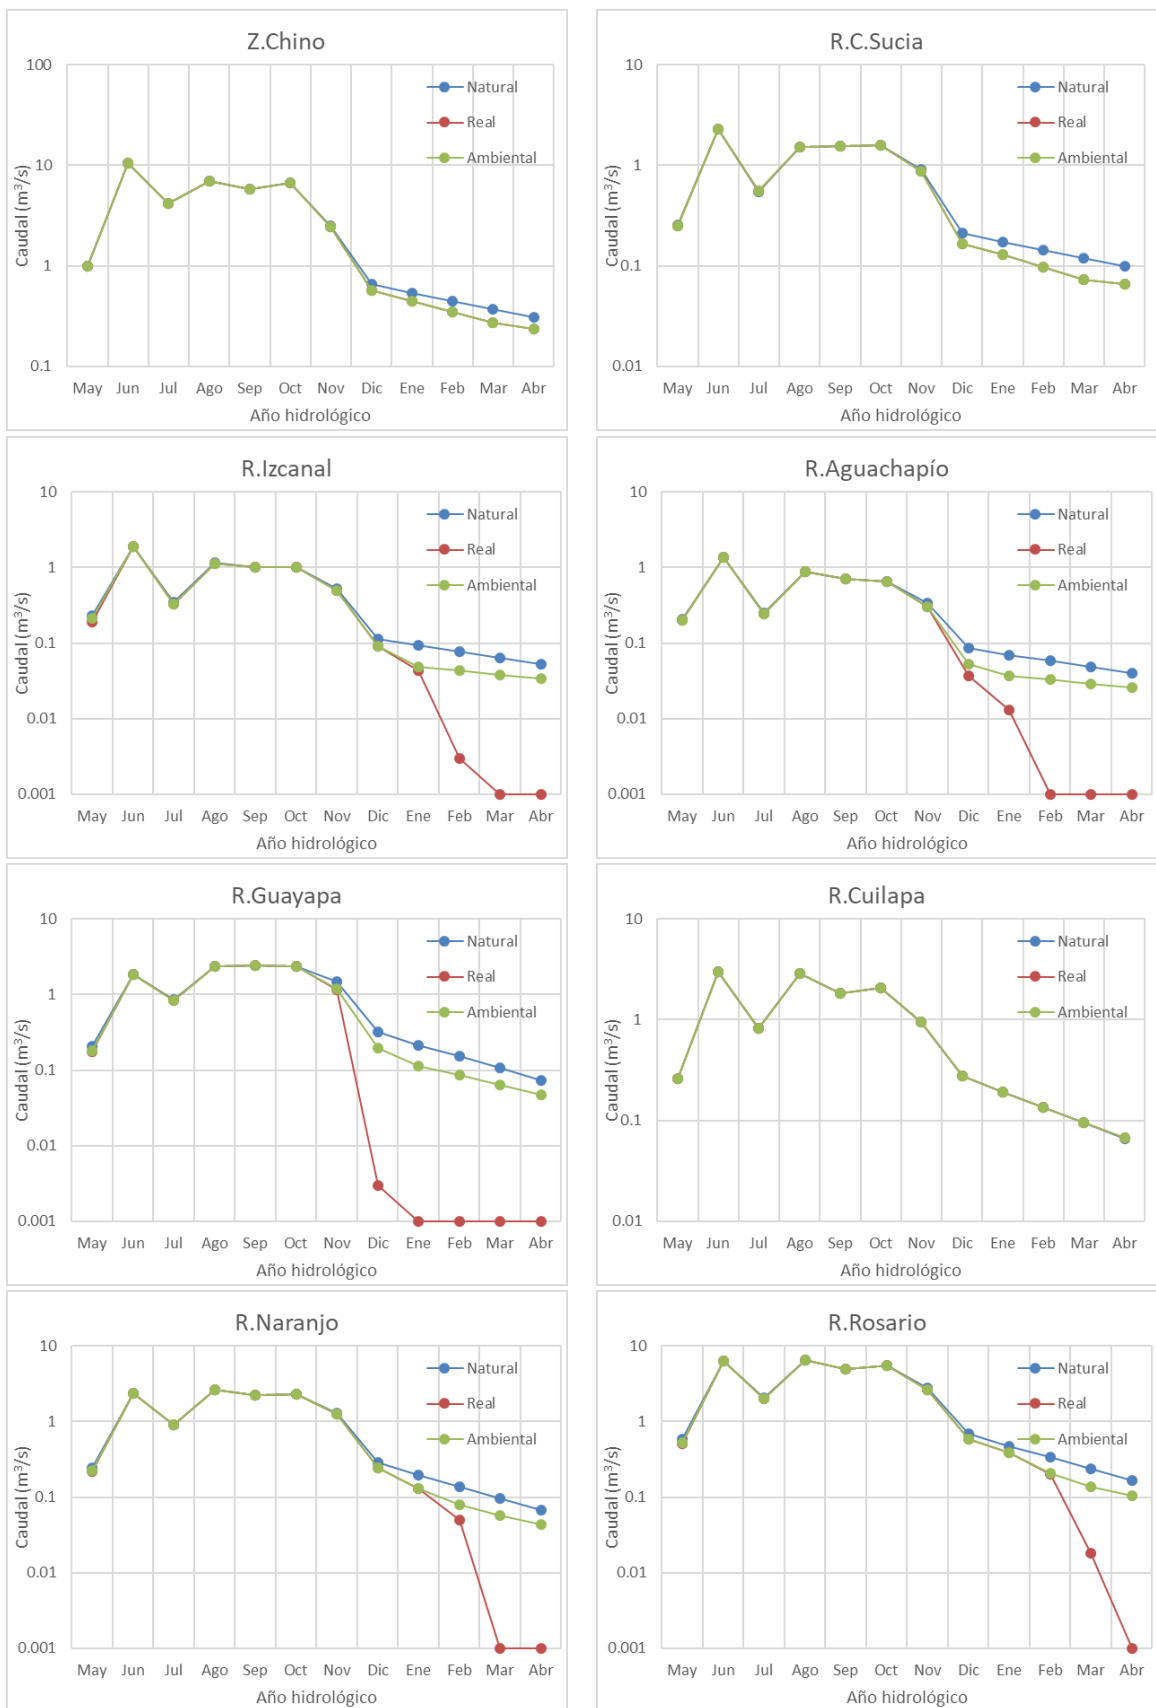 Z.Chino
100
10
1
0.1
Caudal (m³/s)
Natural
Real
Ambiental
May Jun Jul Ago Sep Oct Nov Dic Ene Feb Mar Abr
Año hidrológico
R.C.Sucia
10
1
0.1
0.01
Caudal (m³/s)
Natural
Real
Ambiental
May Jun Jul Ago Sep Oct Nov Dic Ene Feb Mar Abr
Año hidrológico
R.Izcanal
10
1
0.1
0.01
0.001
Caudal (m³/s)
Natural
Real
Ambiental
May Jun Jul Ago Sep Oct Nov Dic Ene Feb Mar Abr
Año hidrológico
R.Aguachapío
10
1
0.1
0.01
0.001
Caudal (m³/s)
Natural
Real
Ambiental
May Jun Jul Ago Sep Oct Nov Dic Ene Feb Mar Abr
Año hidrológico
R.Guayapa
10
1
0.1
0.01
0.001
Caudal (m³/s)
Natural
Real
Ambiental
May Jun Jul Ago Sep Oct Nov Dic Ene Feb Mar Abr
Año hidrológico
R.Cuilapa
10
1
0.1
0.01
Caudal (m³/s)
Natural
Real
Ambiental
May Jun Jul Ago Sep Oct Nov Dic Ene Feb Mar Abr
Año hidrológico
R.Naranjo
10
1
0.1
0.01
0.001
Caudal (m³/s)
Natural
Real
Ambiental
May Jun Jul Ago Sep Oct Nov Dic Ene Feb Mar Abr
Año hidrológico
R.Rosario
10
1
0.1
0.01
0.001
Caudal (m³/s)
Natural
Real
Ambiental
May Jun Jul Ago Sep Oct Nov Dic Ene Feb Mar Abr
Año hidrológico